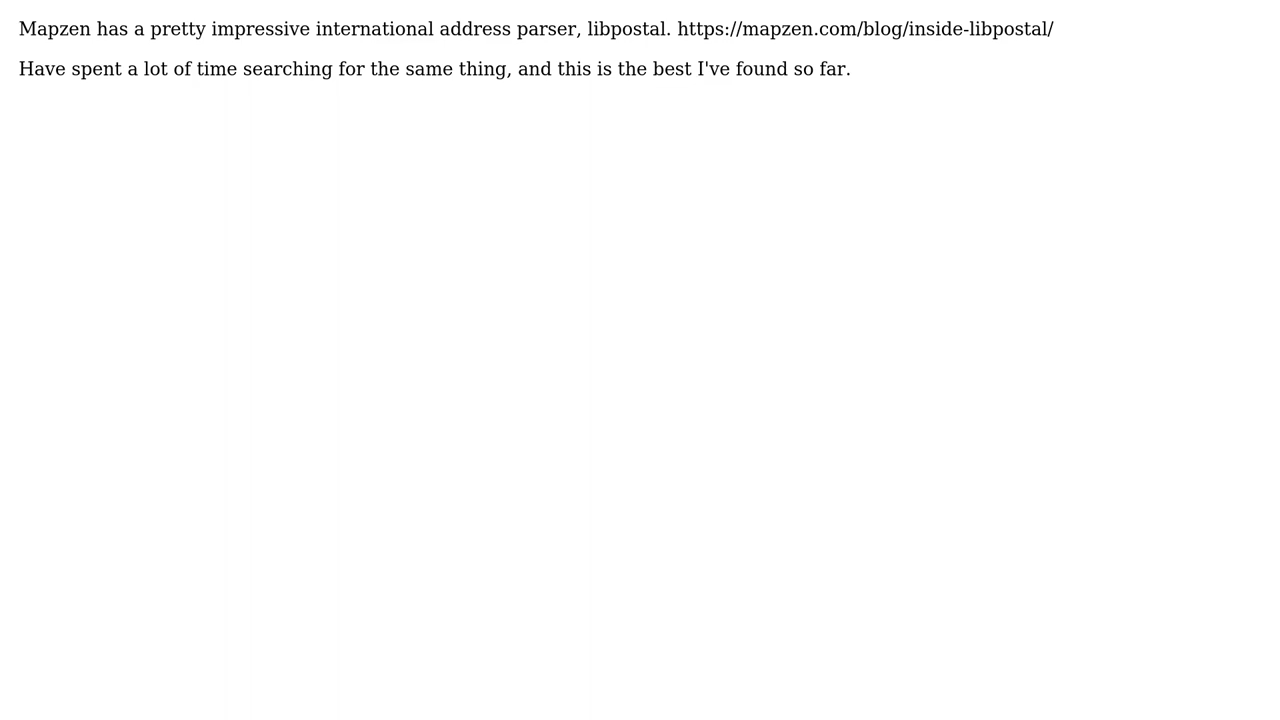 Mapzen has a pretty impressive international address parser, libpostal. https://mapzen.com/blog/inside-libpostal/
Have spent a lot of time searching for the same thing, and this is the best I've found so far.